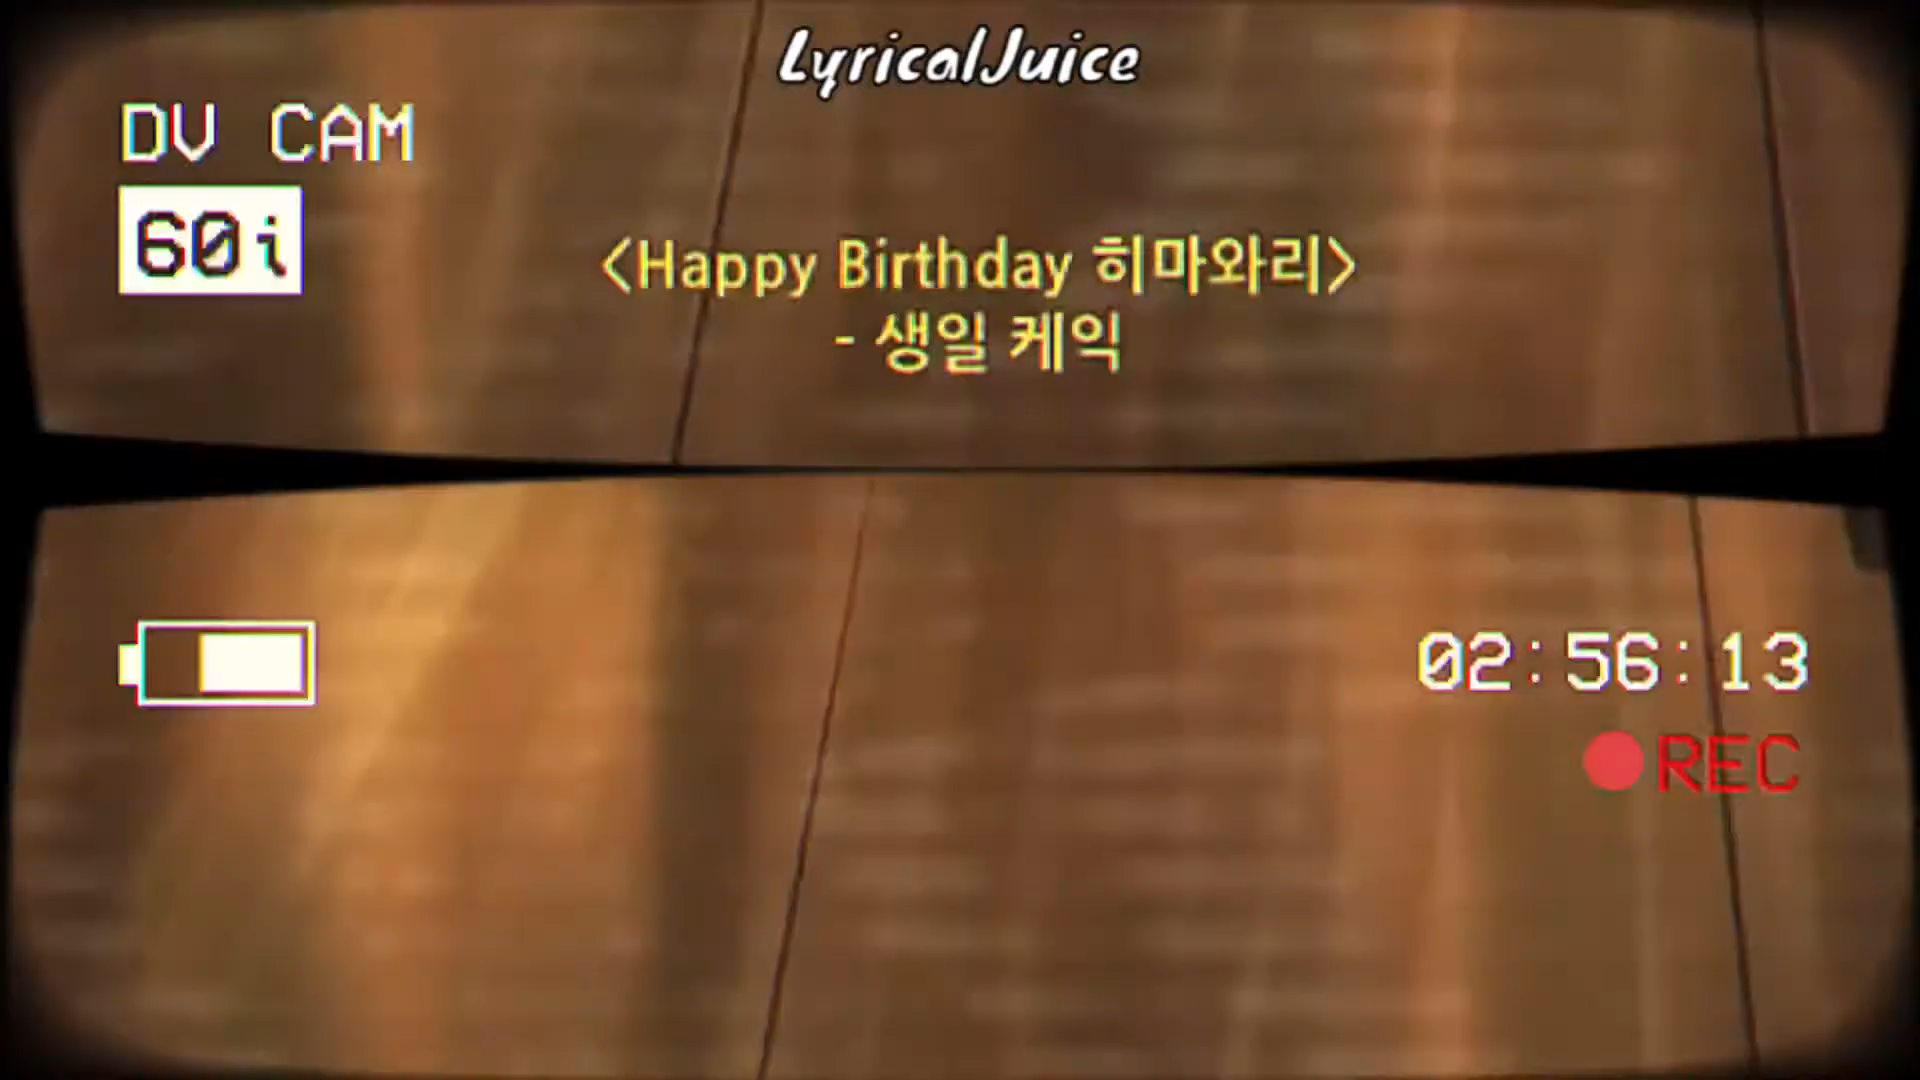 LyricalJuice
DV CAM
60i
<Happy Birthday 히마와리>
- 생일 케익
02:56:13
REC